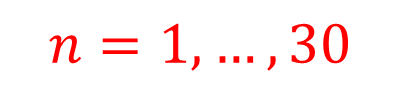 n = 1, … , 30